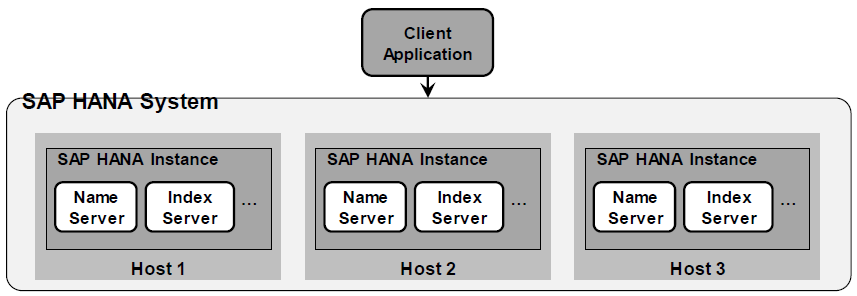 Client
Application
SAP HANA System
SAP HANA Instance
Name
Server
Index
Server
...
Host 1
SAP HANA Instance
Name
Server
Index
Server
...
Host 2
SAP HANA Instance
Name
Server
Index
Server
...
Host 3